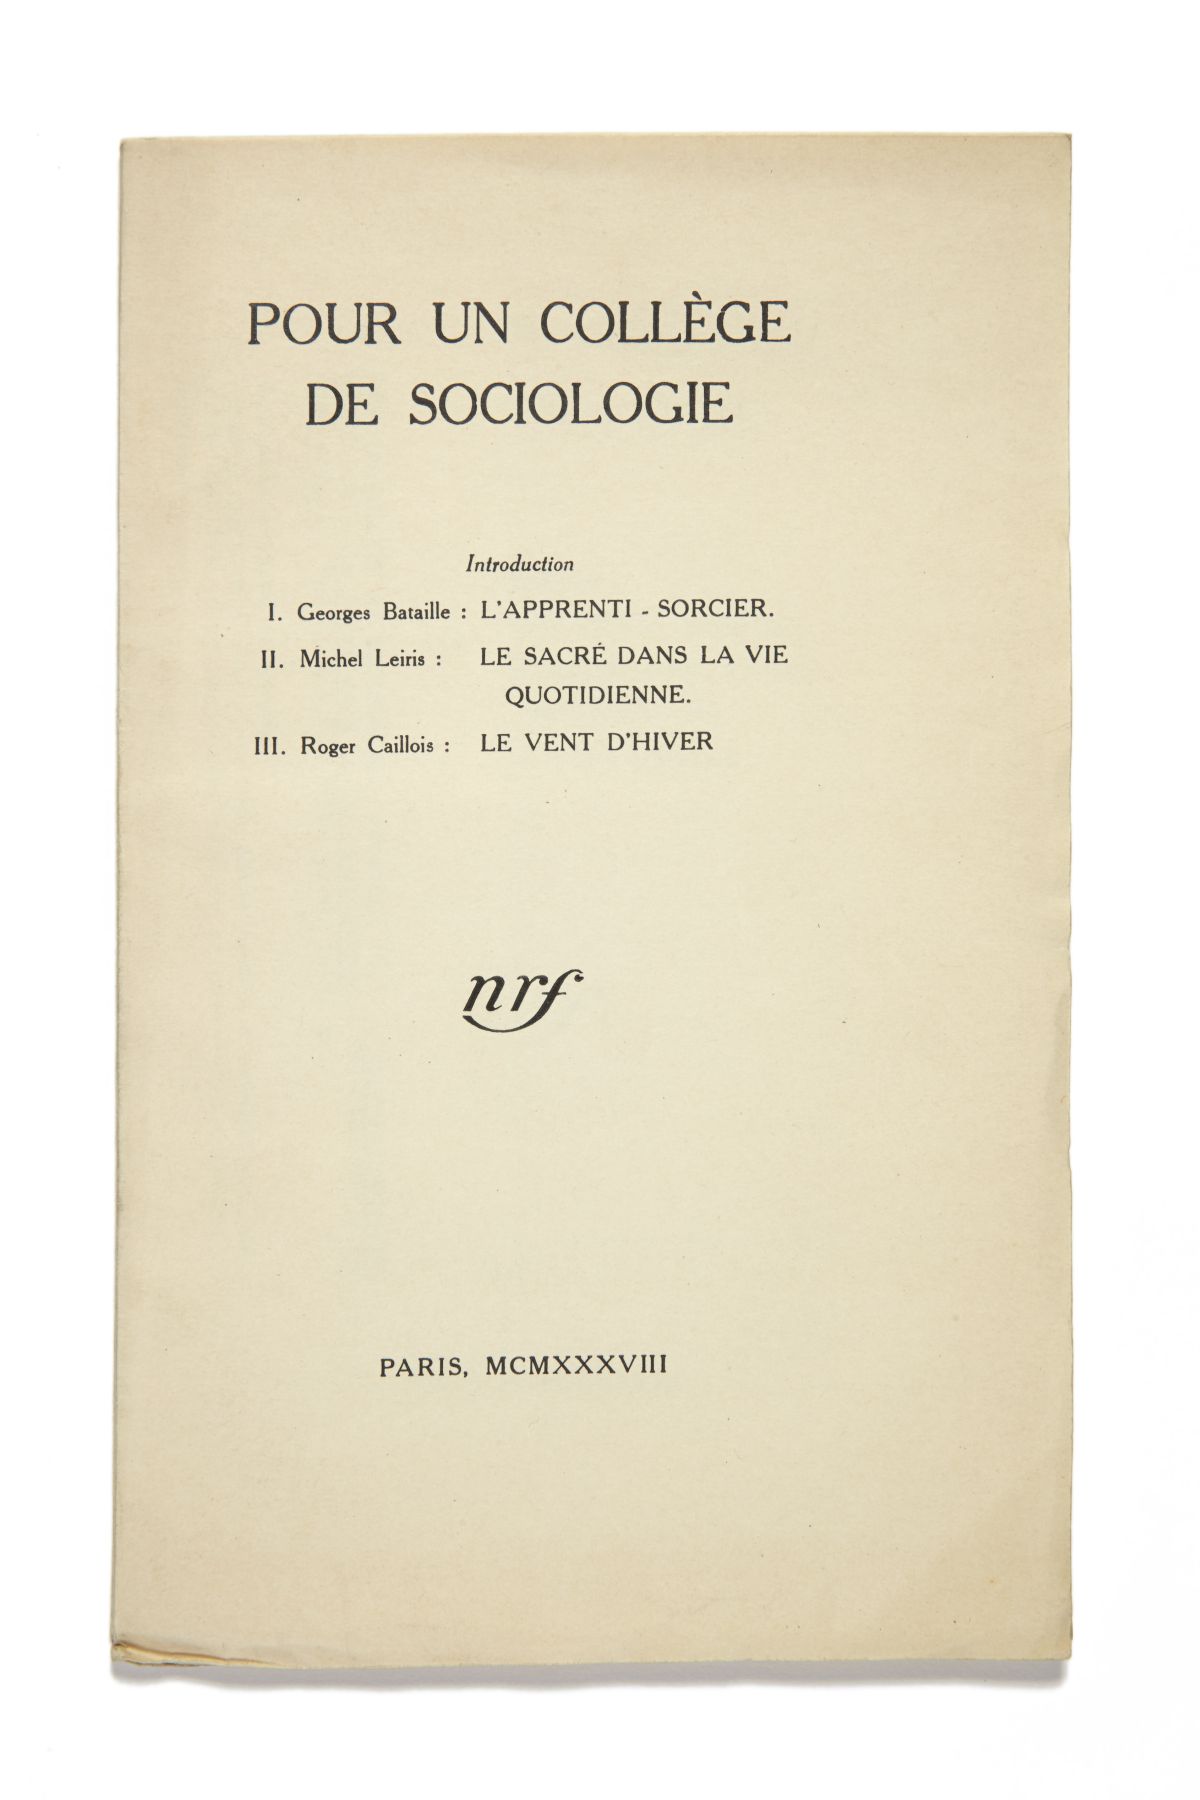 POUR UN COLLÈGE
DE SOCIOLOGIE
Introduction
I. Georges Bataille : L'APPRENTI - SORCIER.
II. Michel Leiris : LE SACRÉ DANS LA VIE
QUOTIDIENNE.
III. Roger Caillois : LE VENT D'HIVER
nrf
PARIS, MCMXXXVIII